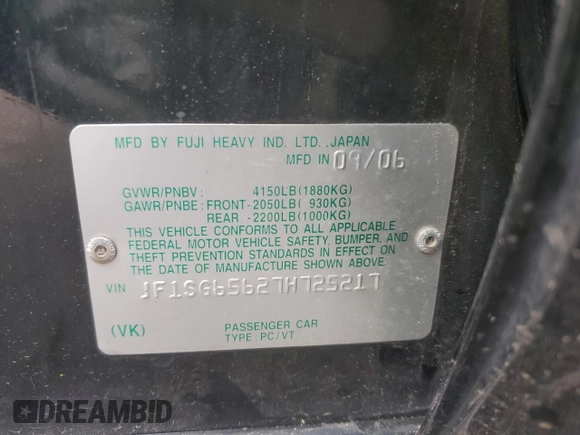 MFD BY FUJI HEAVY IND. LTD.,JAPAN
MFD IN 09/06
GVWR/PNBV: 4150LB(1880KG)
GAWR/PNBE: FRONT-2050LB( 930KG)
REAR -2200LB(1000KG)
THIS VEHICLE CONFORMS TO ALL APPLICABLE
FEDERAL MOTOR VEHICLE SAFETY, BUMPER, AND
THEFT PREVENTION STANDARDS IN EFFECT ON
THE DATE OF MANUFACTURE SHOWN ABOVE.
VIN JF1SG65627H725217
(VK) PASSENGER CAR
TYPE:PC/VT
DREAMBID